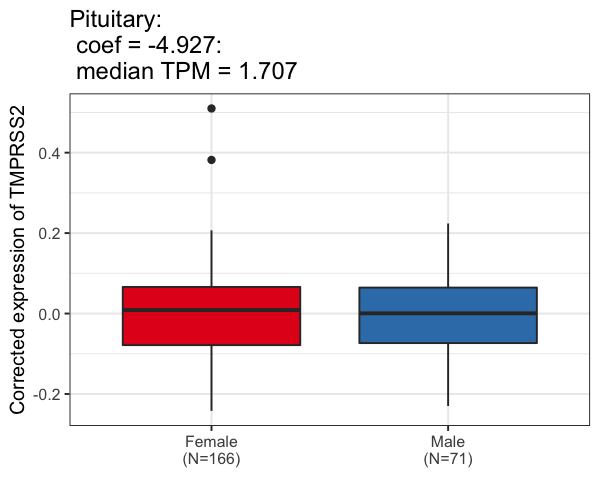 Pituitary:
coef = -4.927:
median TPM = 1.707
Corrected expression of TMPRSS2
0.4
0.2
0.0
-0.2
Female
(N=166)
Male
(N=71)